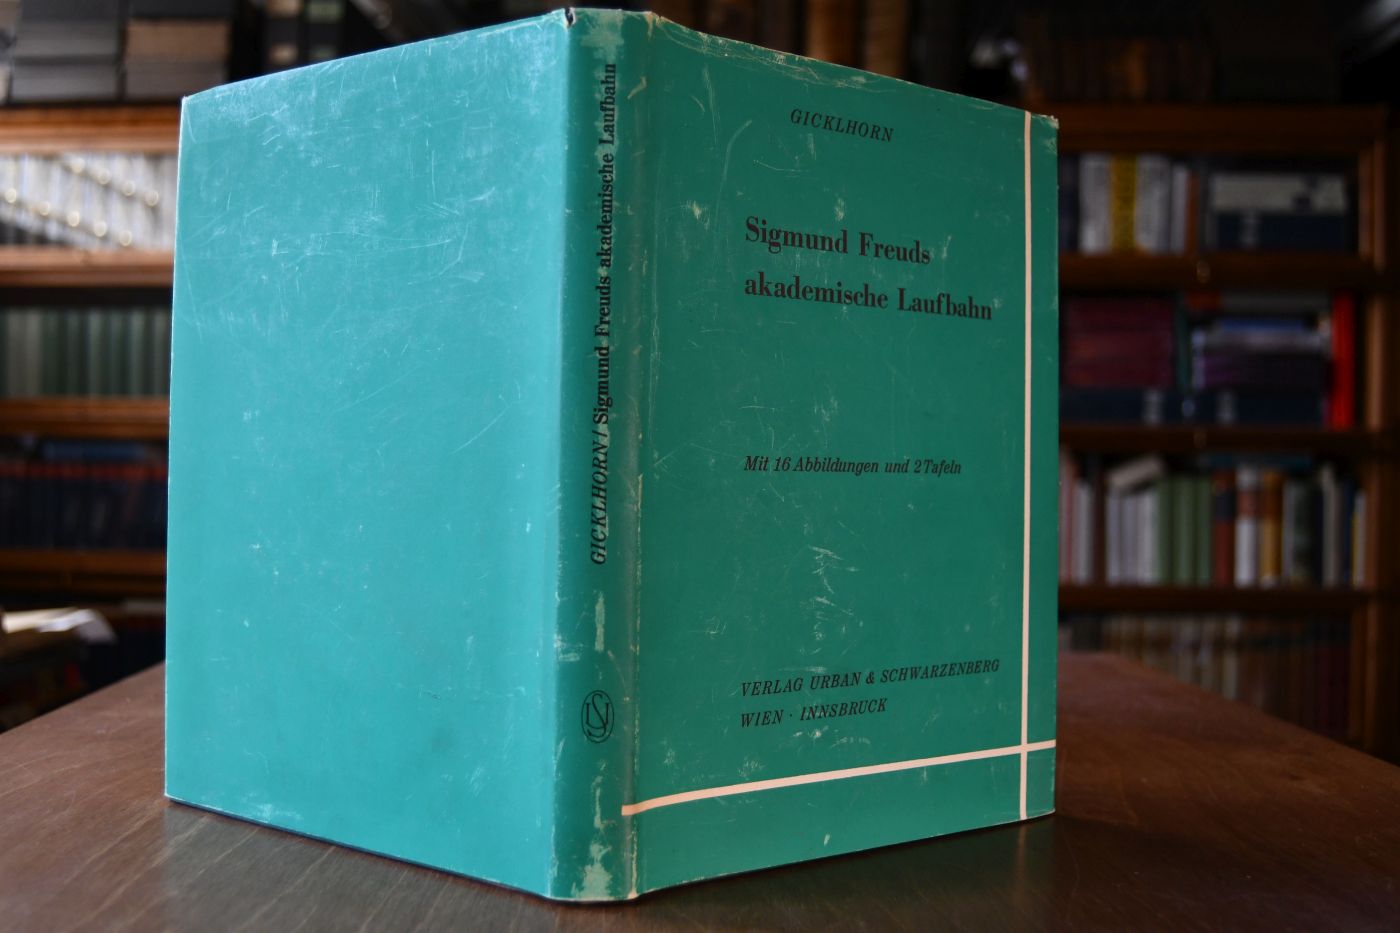 GICKLHORN / Sigmund Freuds akademische Laufbahn
US
GICKLHORN
Sigmund Freuds
akademische Laufbahn
Mit 16 Abbildungen und 2 Tafeln
VERLAG URBAN & SCHWARZENBERG
WIEN · INNSBRUCK